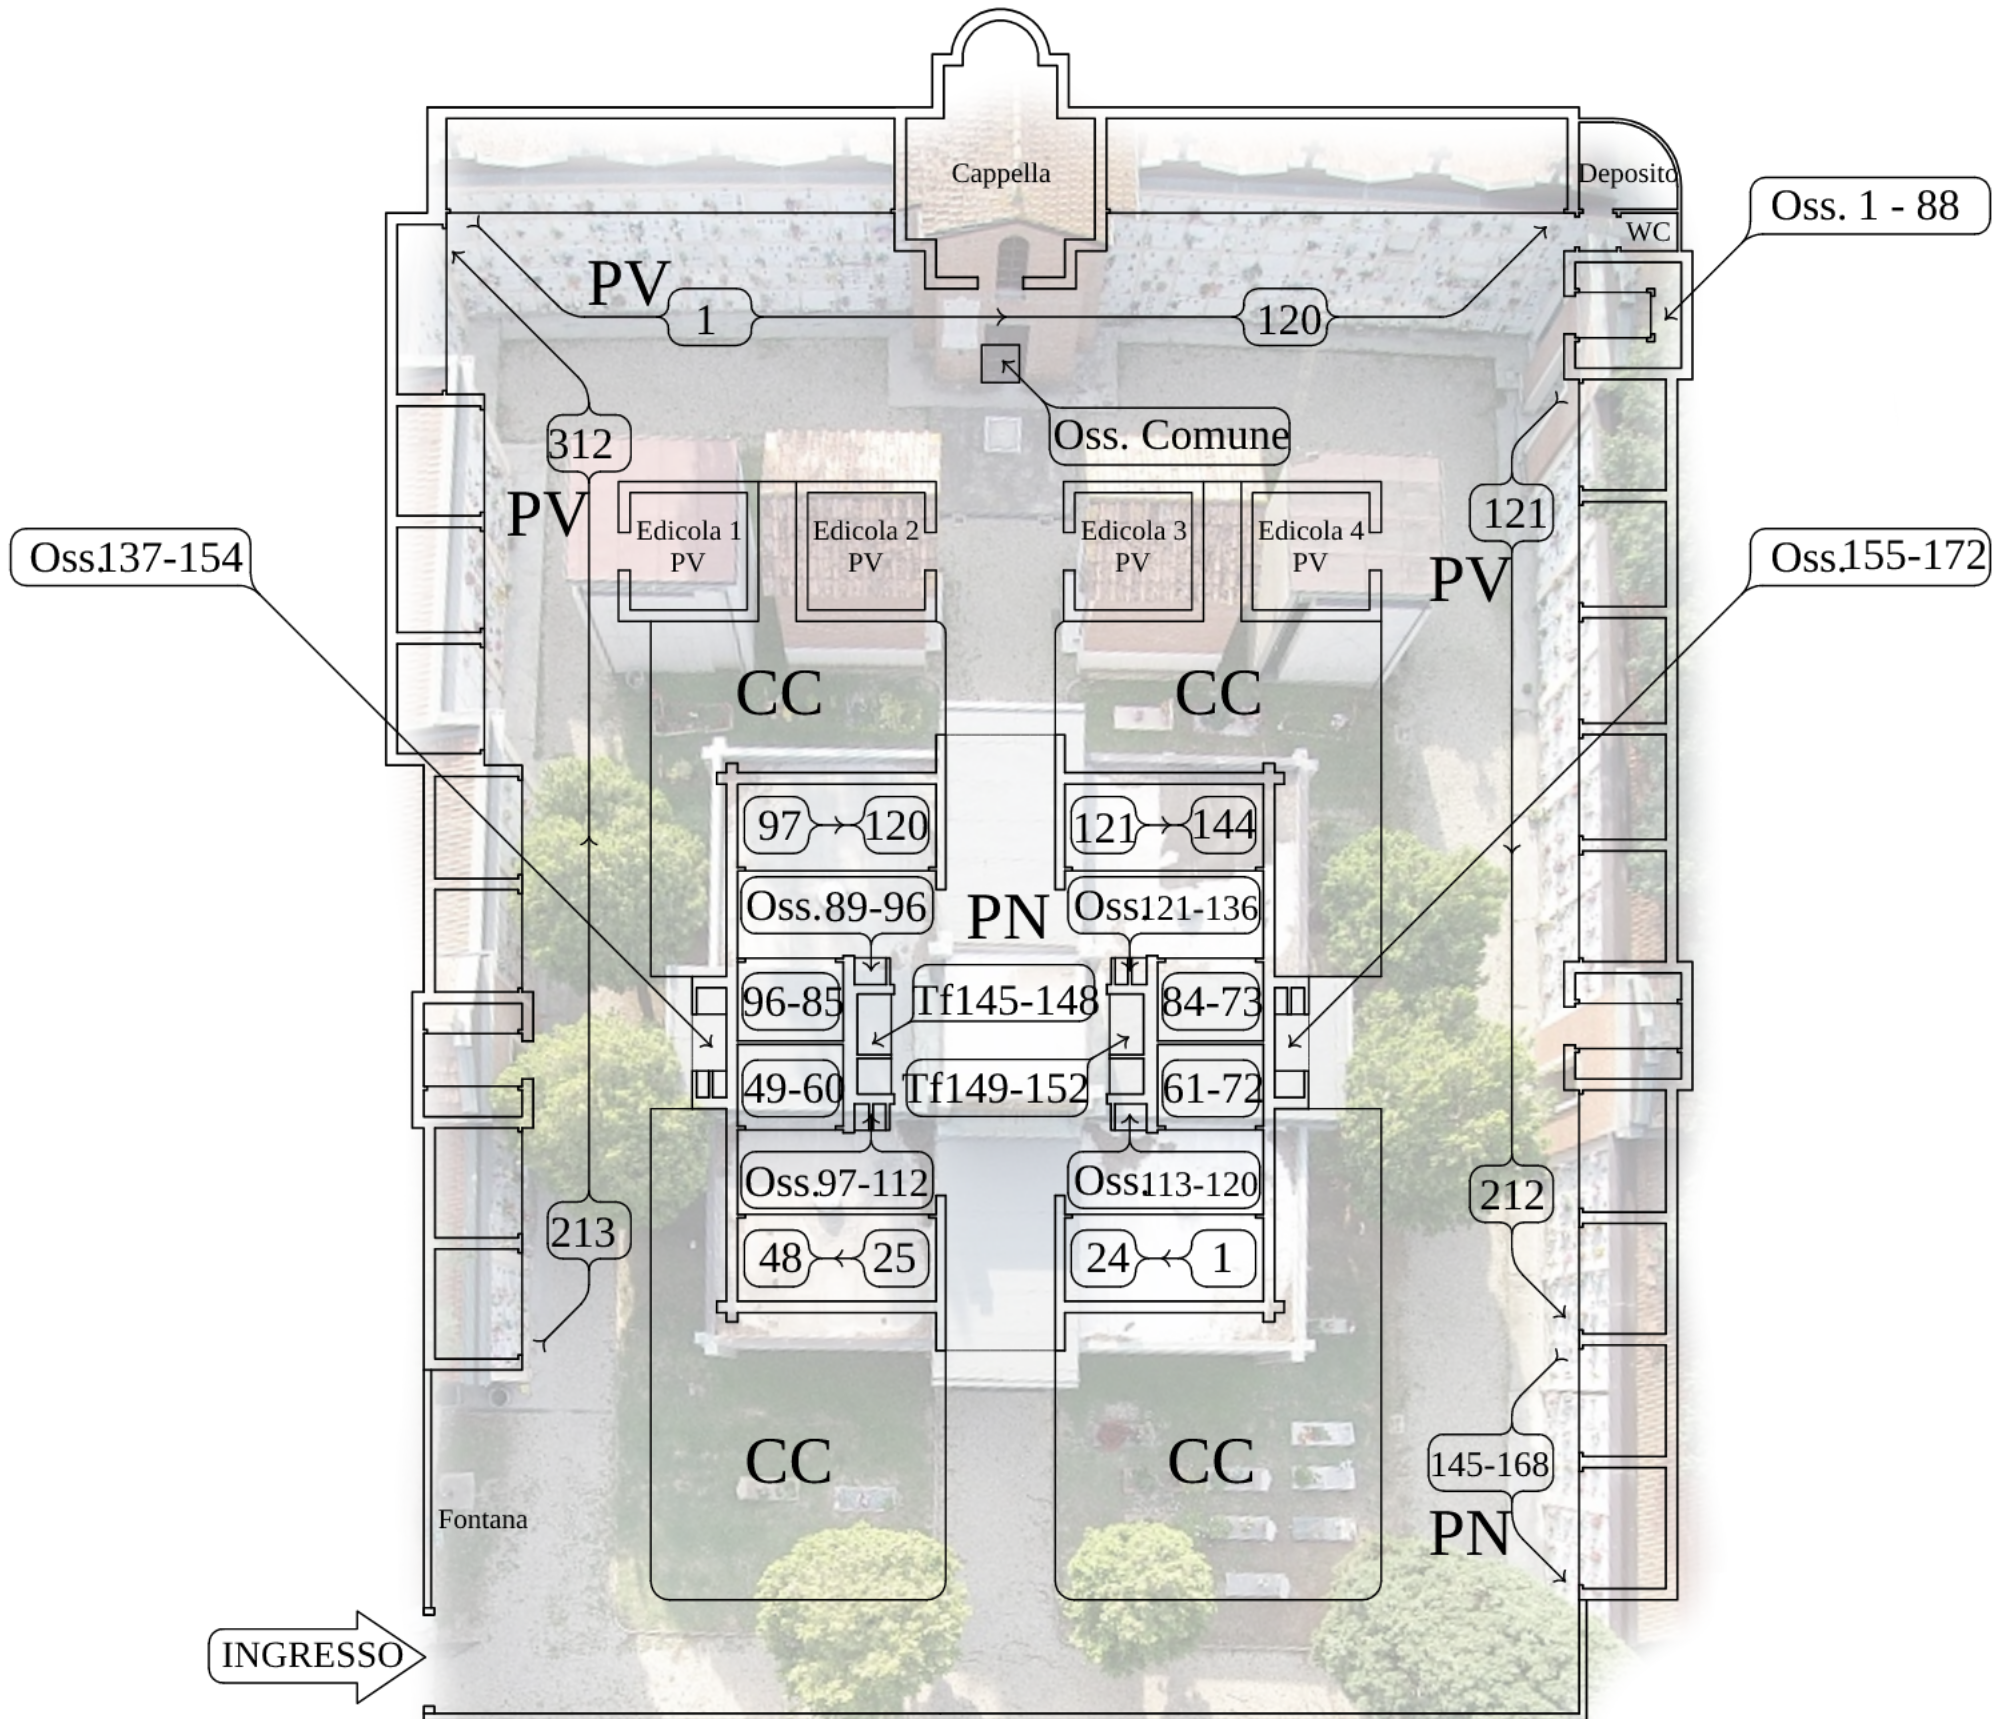 Cappella
Deposito
Oss. 1 - 88
WC
PV
1
120
312
Oss. Comune
PV
121
Edicola 1
PV
Edicola 2
PV
Edicola 3
PV
Edicola 4
PV
Oss.137-154
Oss.155-172
PV
CC
CC
97
120
121
144
Oss.89-96
PN
Oss.121-136
96-85
Tf145-148
84-73
49-60
Tf149-152
61-72
Oss.97-112
Oss.113-120
212
213
48
25
24
1
CC
CC
145-168
Fontana
PN
INGRESSO